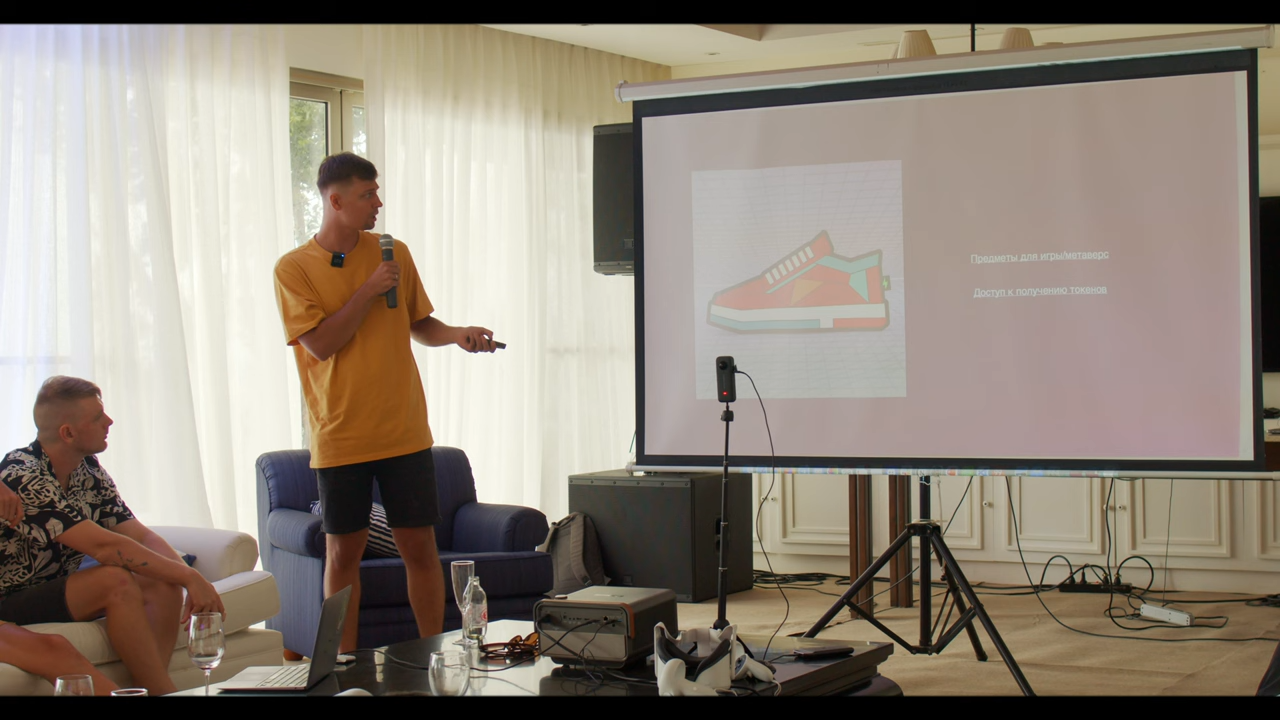 Предметы для игры/метаверс
Доступ к получению токенов